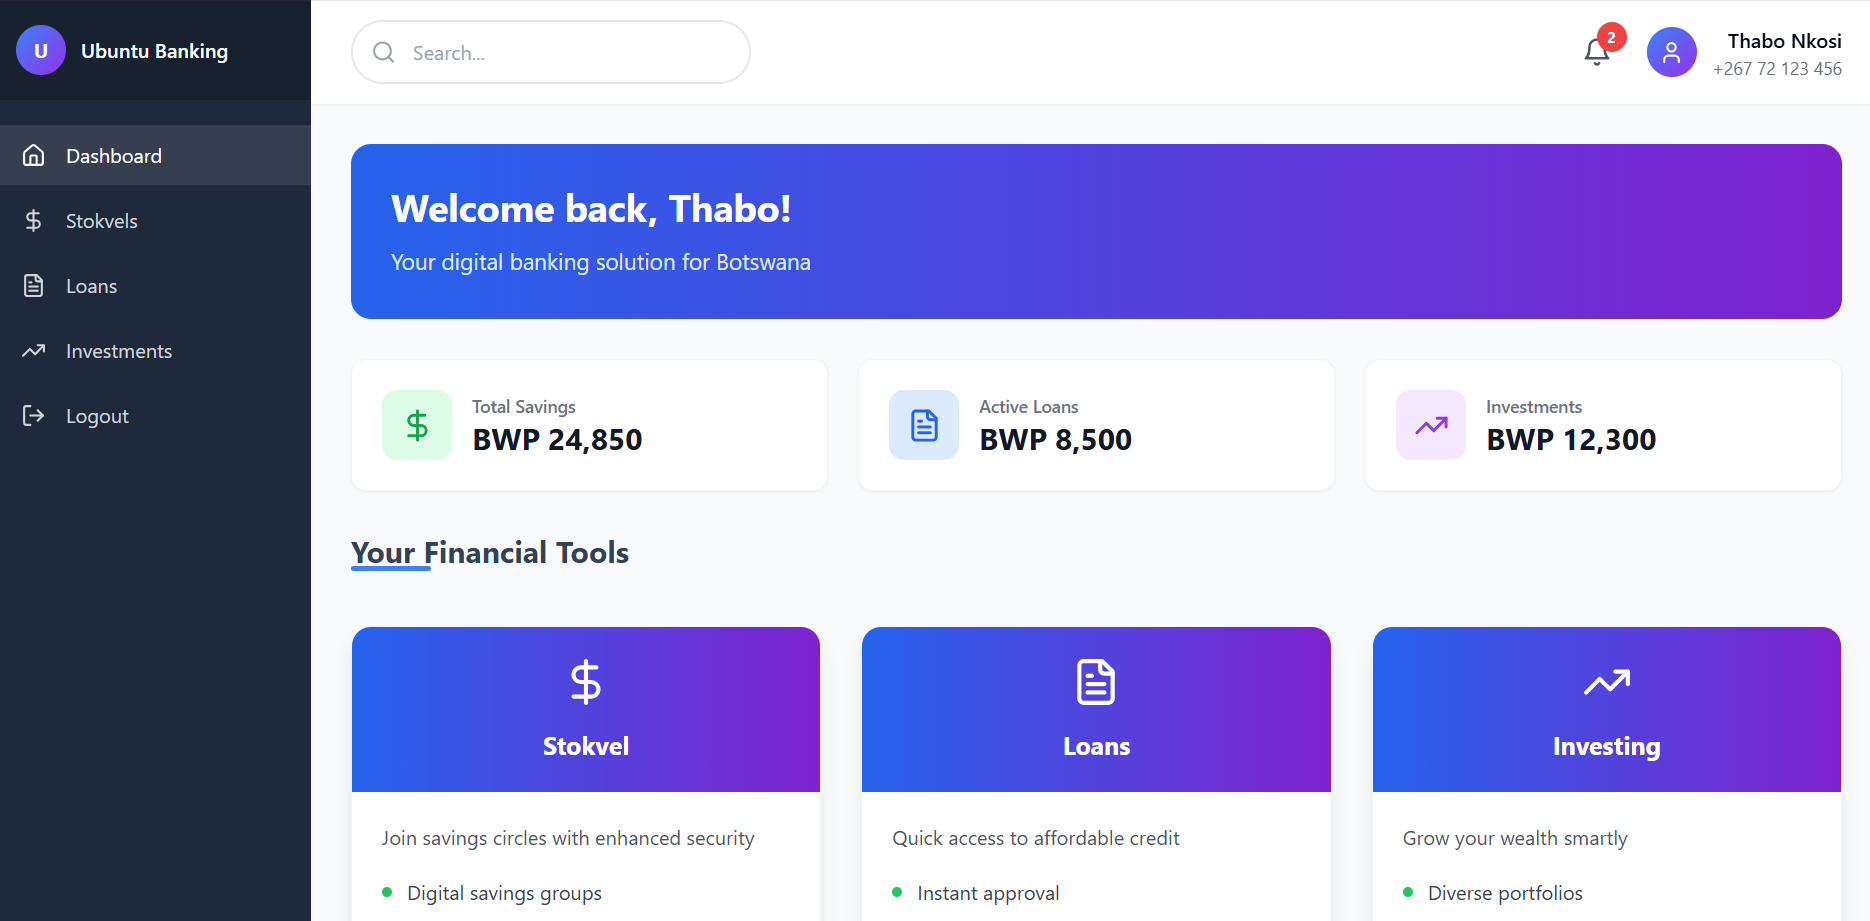 U
Ubuntu Banking
Dashboard
Stokvels
Loans
Investments
Logout
Search...
2
Thabo Nkosi
+267 72 123 456
Welcome back, Thabo!
Your digital banking solution for Botswana
Total Savings
BWP 24,850
Active Loans
BWP 8,500
Investments
BWP 12,300
Your Financial Tools
Stokvel
Join savings circles with enhanced security
Digital savings groups
Loans
Quick access to affordable credit
Instant approval
Investing
Grow your wealth smartly
Diverse portfolios